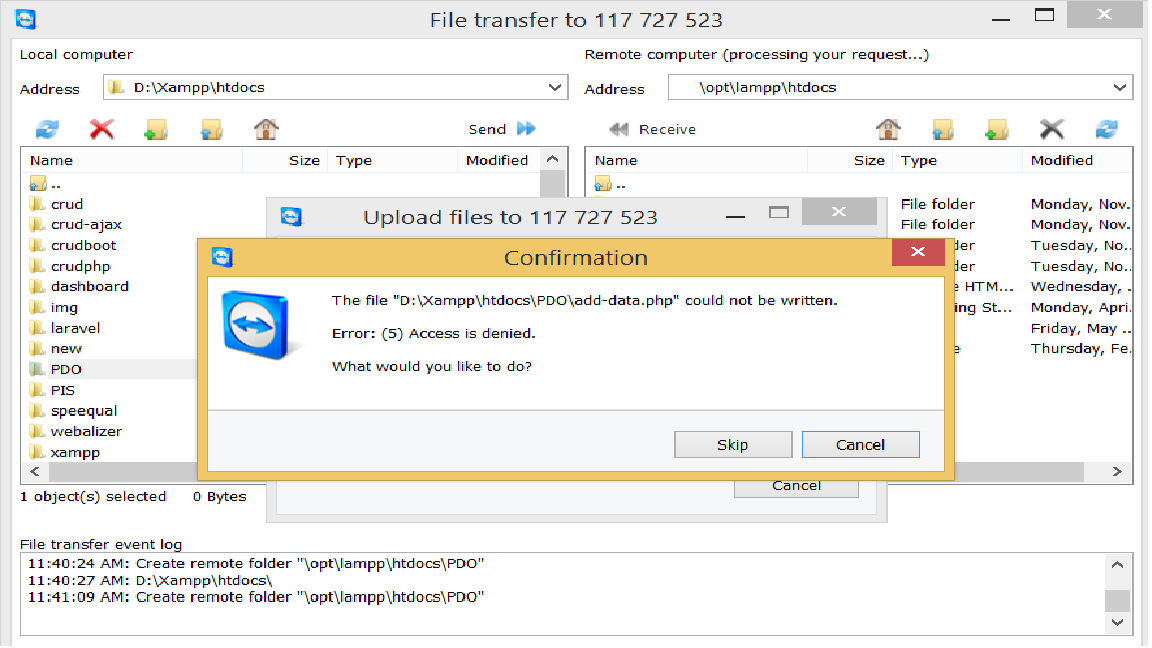 File transfer to 117 727 523
Local computer
Remote computer (processing your request...)
Address D:\Xampp\htdocs
Address \opt\lampp\htdocs
Send
Receive
Name Size Type Modified
Name Size Type Modified
..
crud
crud-ajax
crudboot
crudphp
dashboard
img
laravel
new
PDO
PIS
speequal
webalizer
xampp
..
File folder Monday, Nov.
File folder Monday, Nov.
der Tuesday, No...
der Tuesday, No...
e HTM... Wednesday, .
ing St... Monday, Apri.
Friday, May ..
e Thursday, Fe.
Upload files to 117 727 523
Confirmation
The file "D:\Xampp\htdocs\PDO\add-data.php" could not be written.
Error: (5) Access is denied.
What would you like to do?
Skip Cancel
Cancel
1 object(s) selected 0 Bytes
File transfer event log
11:40:24 AM: Create remote folder "\opt\lampp\htdocs\PDO"
11:40:27 AM: D:\Xampp\htdocs\
11:41:09 AM: Create remote folder "\opt\lampp\htdocs\PDO"